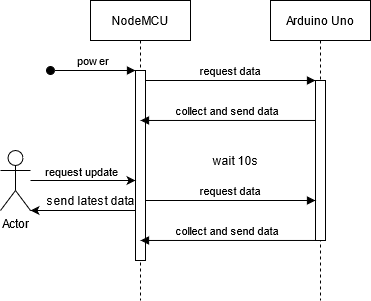 NodeMCU
Arduino Uno
power
request data
collect and send data
wait 10s
request update
request data
send latest data
Actor
collect and send data